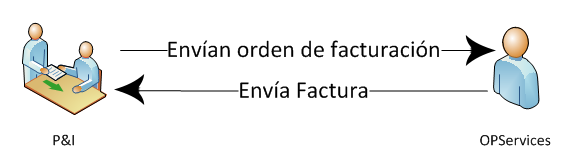 Envían orden de facturación
Envía Factura
P&I
OPServices